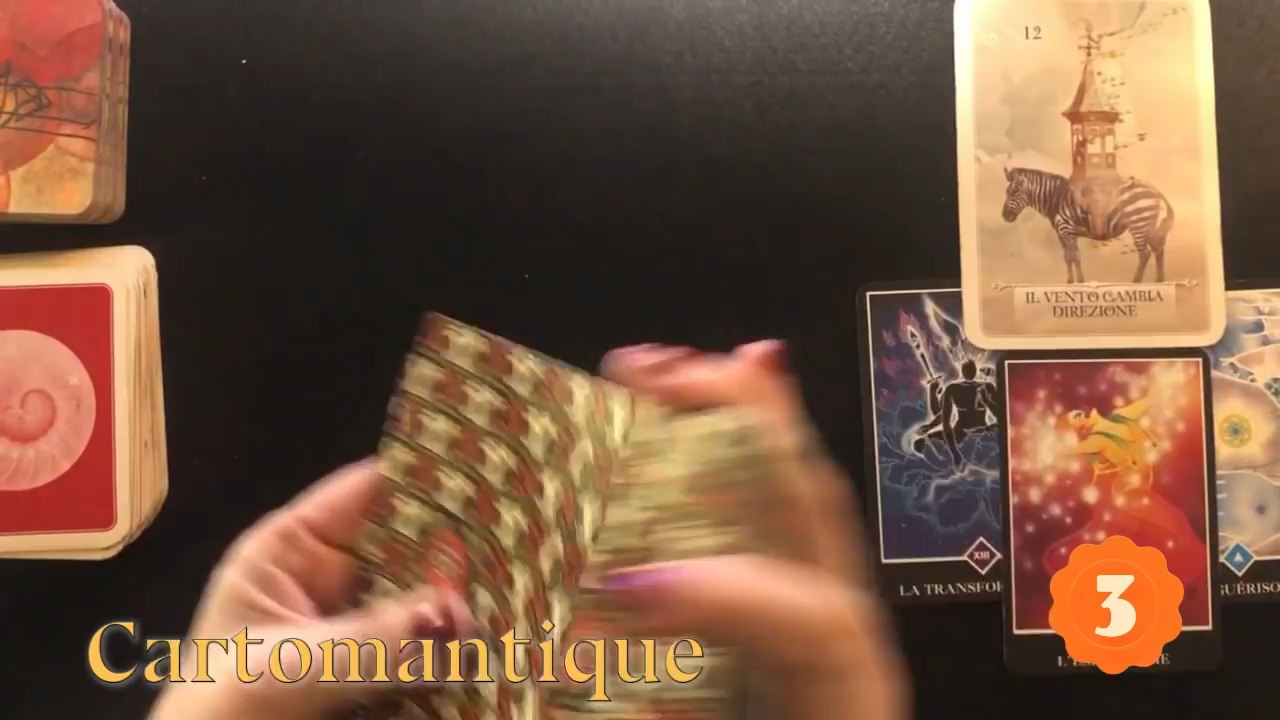 12
IL VENTO CAMBIA
DIREZIONE
XIII
LA TRANSFOR
GUÉRISO
3
Cartomantique